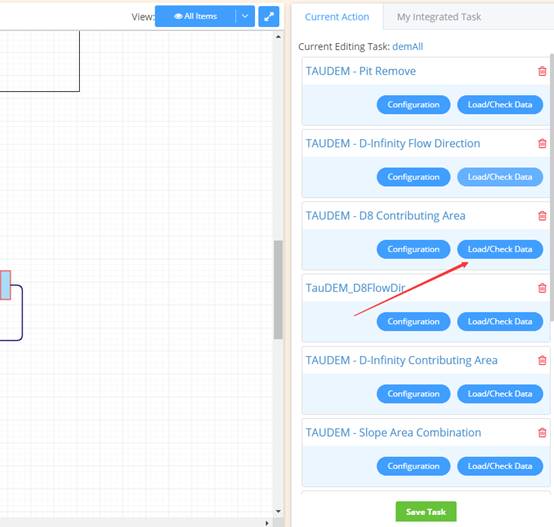 View: All Items
Current Action My Integrated Task
Current Editing Task: demAll
TAUDEM - Pit Remove
Configuration Load/Check Data
TAUDEM - D-Infinity Flow Direction
Configuration Load/Check Data
TAUDEM - D8 Contributing Area
Configuration Load/Check Data
TauDEM_D8FlowDir
Configuration Load/Check Data
TAUDEM - D-Infinity Contributing Area
Configuration Load/Check Data
TAUDEM - Slope Area Combination
Configuration Load/Check Data
Save Task